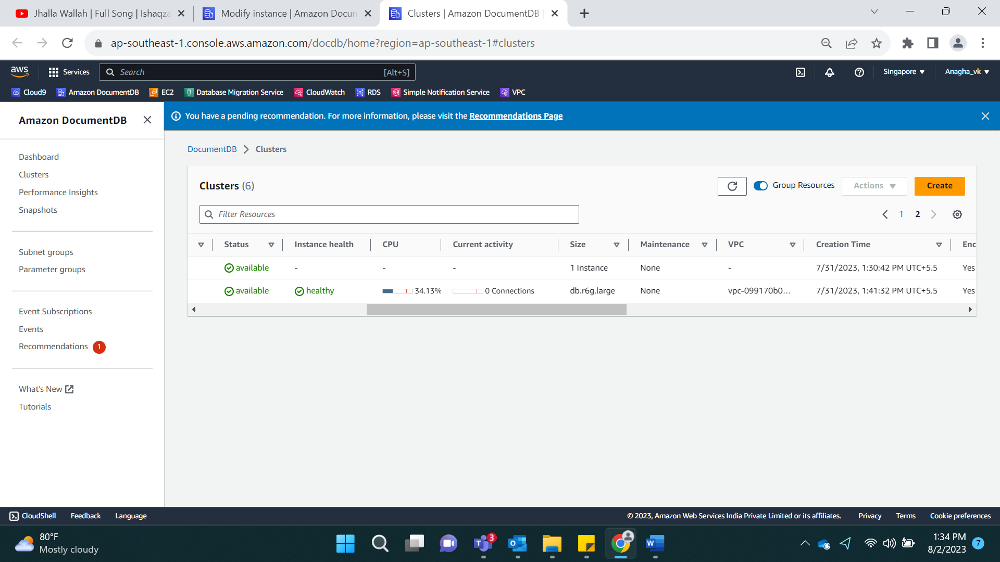 Jhalla Wallah | Full Song | Ishaqza
Modify instance | Amazon Docum
Clusters | Amazon DocumentDB |
ap-southeast-1.console.aws.amazon.com/docdb/home?region=ap-southeast-1#clusters
aws Services Search [Alt+S] Singapore Anagha_vk
Cloud9 Amazon DocumentDB EC2 Database Migration Service CloudWatch RDS Simple Notification Service VPC
Amazon DocumentDB
Dashboard
Clusters
Performance Insights
Snapshots
Subnet groups
Parameter groups
Event Subscriptions
Events
Recommendations 1
What's New
Tutorials
You have a pending recommendation. For more information, please visit the Recommendations Page
DocumentDB Clusters
Clusters (6) Group Resources Actions Create
Filter Resources 1 2
Status Instance health CPU Current activity Size Maintenance VPC Creation Time Enc
available - - - 1 Instance None - 7/31/2023, 1:30:42 PM UTC+5.5 Yes
available healthy 34.13% 0 Connections db.r6g.large None vpc-099170b0... 7/31/2023, 1:41:32 PM UTC+5.5 Yes
CloudShell Feedback Language © 2023, Amazon Web Services India Private Limited or its affiliates. Privacy Terms Cookie preferences
80°F
Mostly cloudy
3
1:34 PM
8/2/2023
7